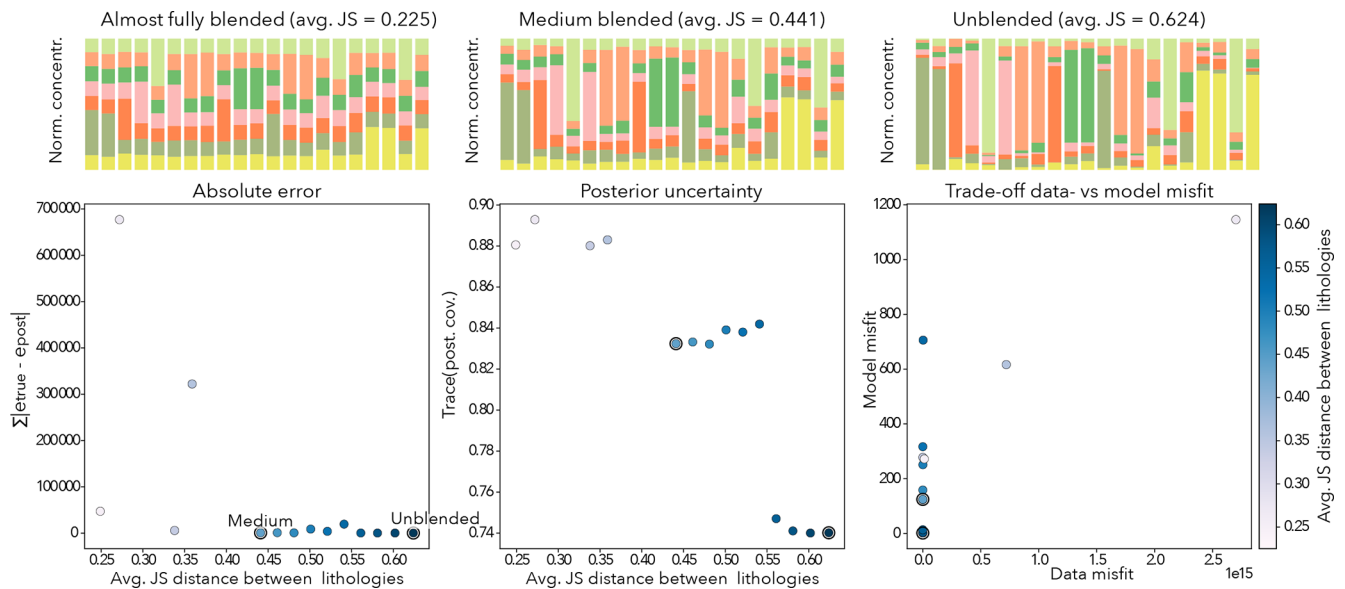 Almost fully blended (avg. JS = 0.225)
Medium blended (avg. JS = 0.441)
Unblended (avg. JS = 0.624)
Norm. concentr.
Norm. concentr.
Norm. concentr.
Absolute error
Posterior uncertainty
Trade-off data- vs model misfit
700000
600000
500000
400000
300000
200000
100000
0
Σ|etrue - epost|
Medium
Unblended
0.25 0.30 0.35 0.40 0.45 0.50 0.55 0.60
Avg. JS distance between lithologies
0.90
0.88
0.86
0.84
0.82
0.80
0.78
0.76
0.74
Trace(post. cov.)
0.25 0.30 0.35 0.40 0.45 0.50 0.55 0.60
Avg. JS distance between lithologies
1200
1000
800
600
400
200
0
Model misfit
0.0 0.5 1.0 1.5 2.0 2.5
1e15
Data misfit
0.60
0.55
0.50
0.45
0.40
0.35
0.30
0.25
Avg. JS distance between lithologies